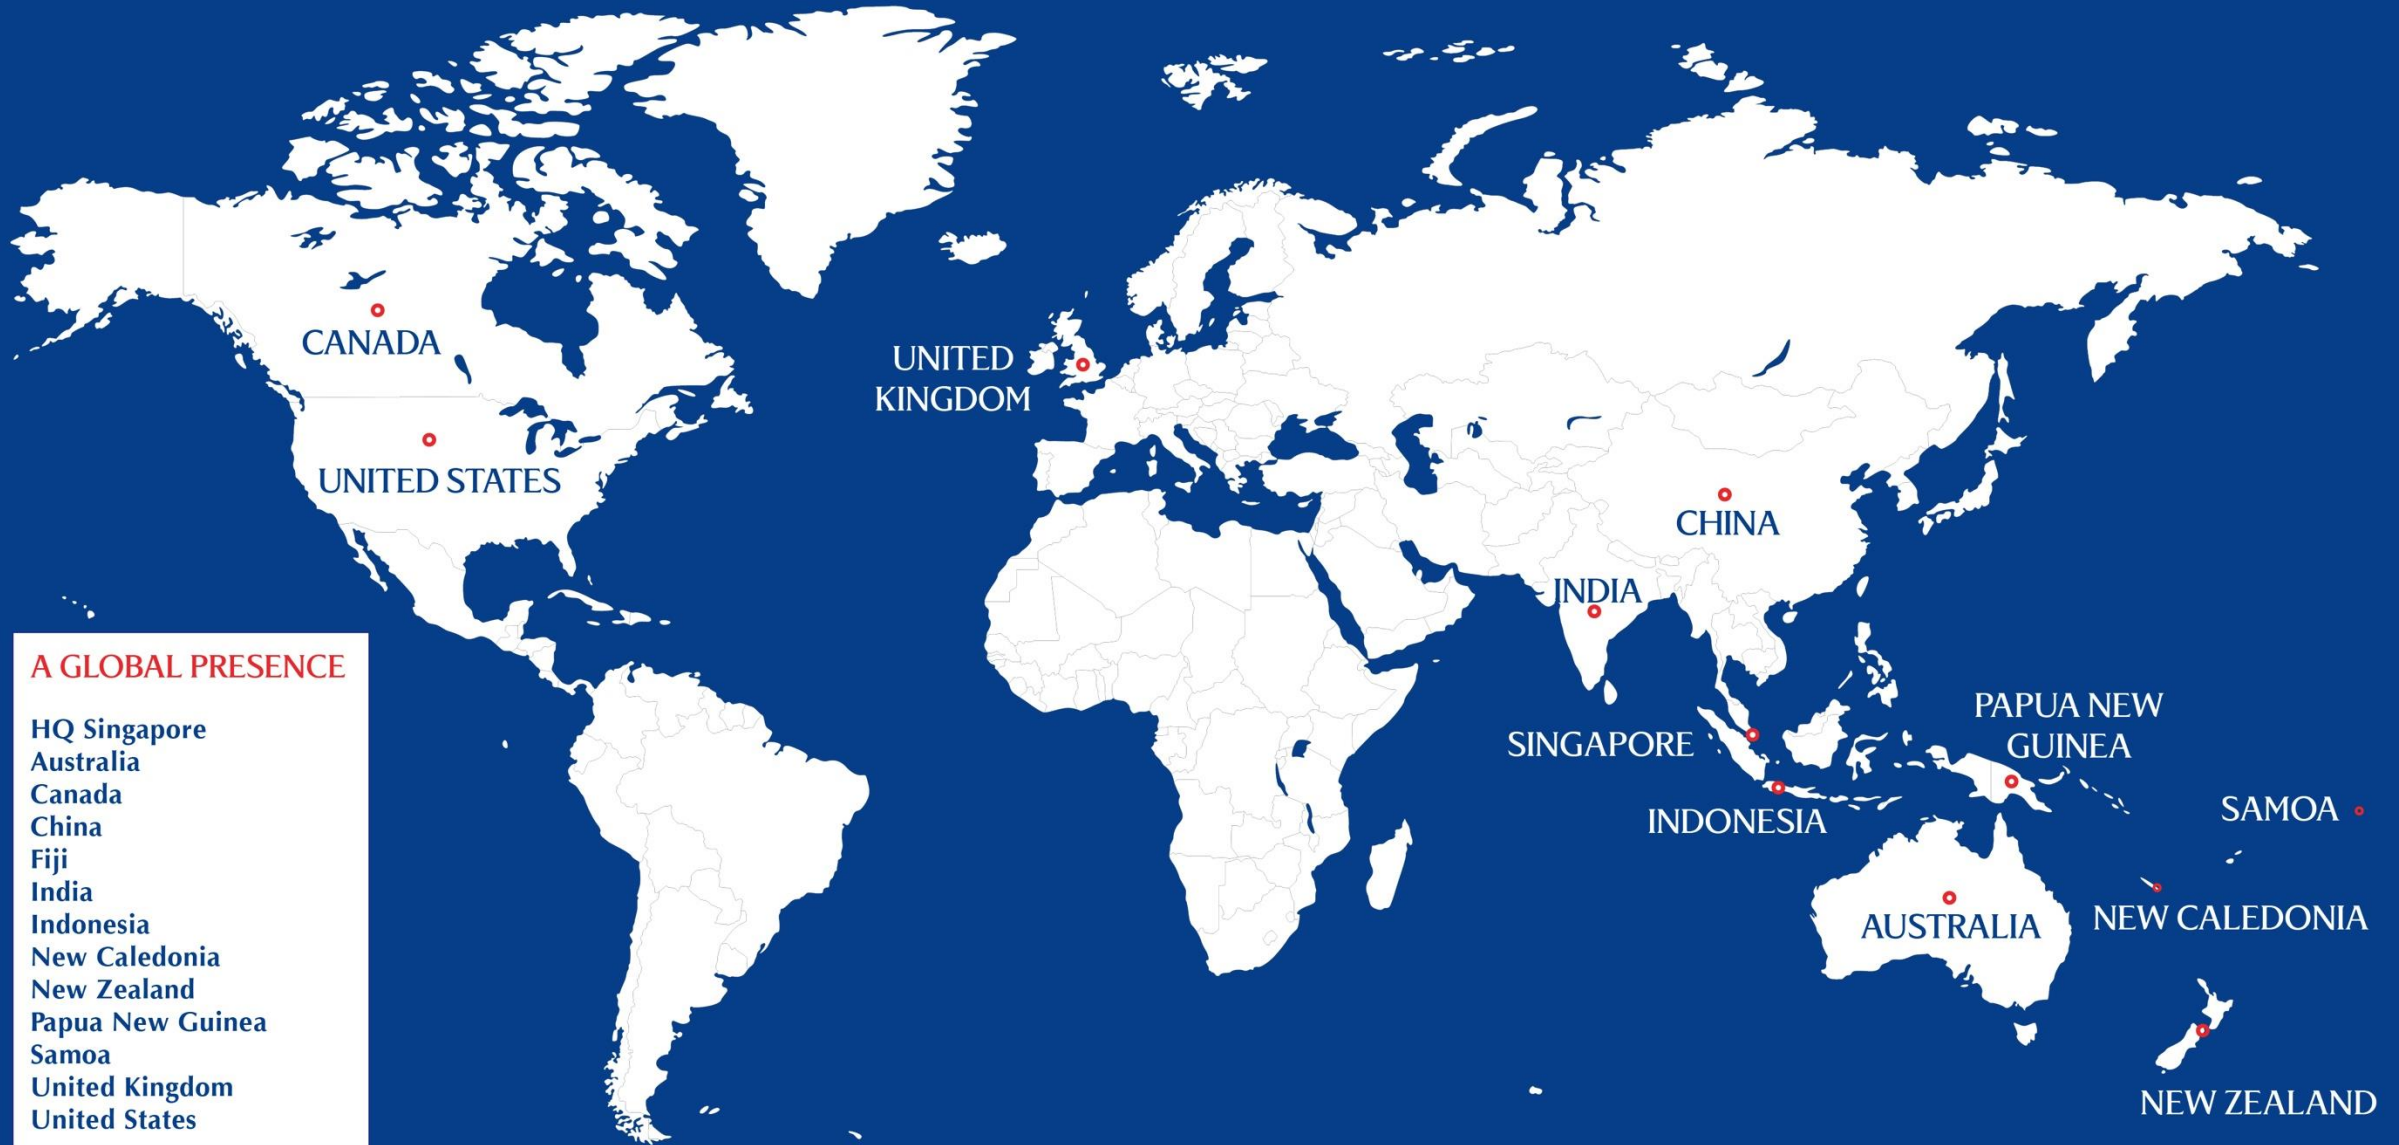 CANADA
UNITED STATES
UNITED
KINGDOM
CHINA
INDIA
SINGAPORE
INDONESIA
PAPUA NEW
GUINEA
SAMOA
AUSTRALIA
NEW CALEDONIA
NEW ZEALAND
A GLOBAL PRESENCE
HQ Singapore
Australia
Canada
China
Fiji
India
Indonesia
New Caledonia
New Zealand
Papua New Guinea
Samoa
United Kingdom
United States